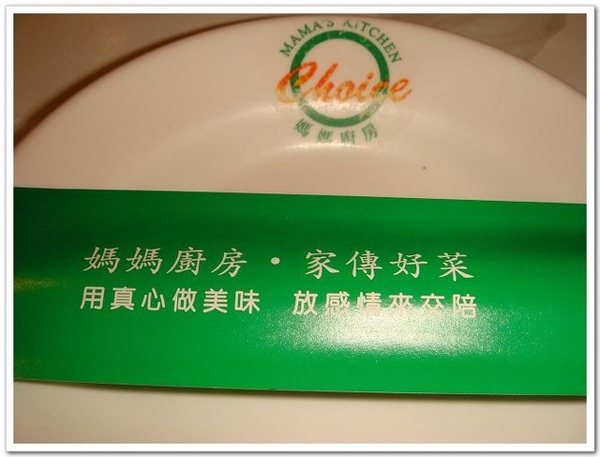 MAMA'S KITCHEN
Choice
媽媽廚房
媽媽廚房・家傳好菜
用真心做美味 放感情來交陪